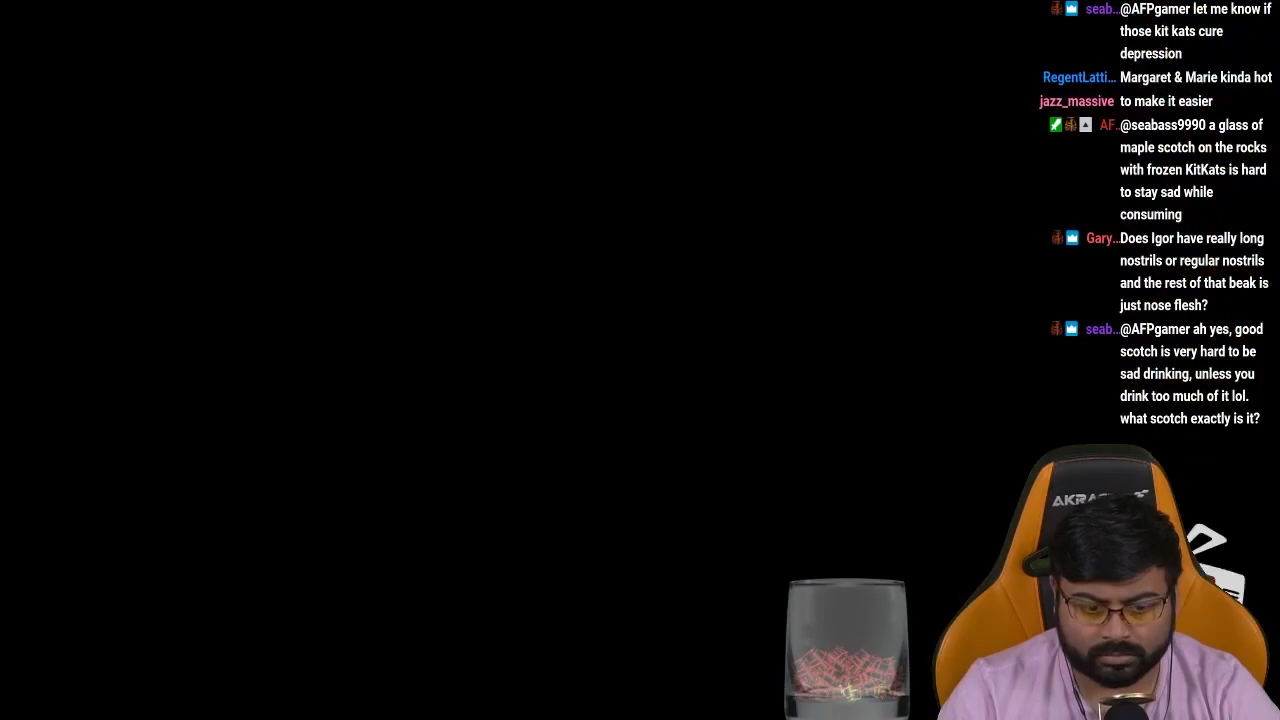 seab… @AFPgamer let me know if
those kit kats cure
depression
RegentLatti… Margaret & Marie kinda hot
jazz_massive to make it easier
AF… @seabass9990 a glass of
maple scotch on the rocks
with frozen KitKats is hard
to stay sad while
consuming
Gary… Does Igor have really long
nostrils or regular nostrils
and the rest of that beak is
just nose flesh?
seab… @AFPgamer ah yes, good
scotch is very hard to be
sad drinking, unless you
drink too much of it lol.
what scotch exactly is it?